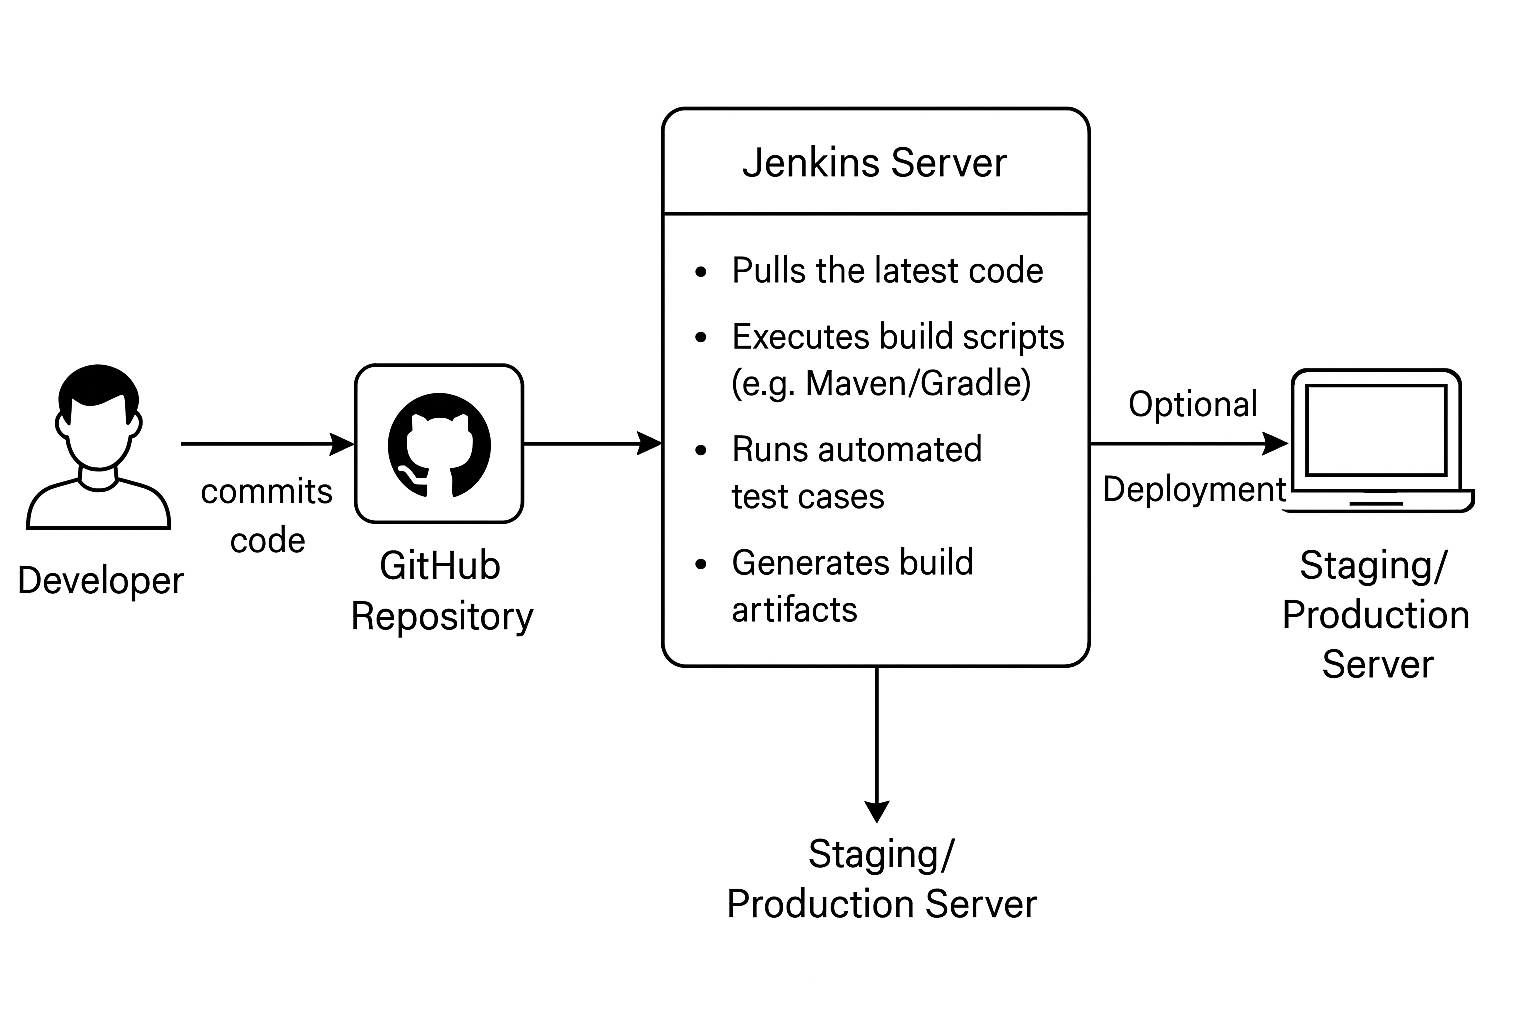 Jenkins Server
• Pulls the latest code
• Executes build scripts
(e.g. Maven/Gradle)
• Runs automated
test cases
• Generates build
artifacts
commits
code
Developer
GitHub
Repository
Optional
Deployment
Staging/
Production
Server
Staging/
Production Server